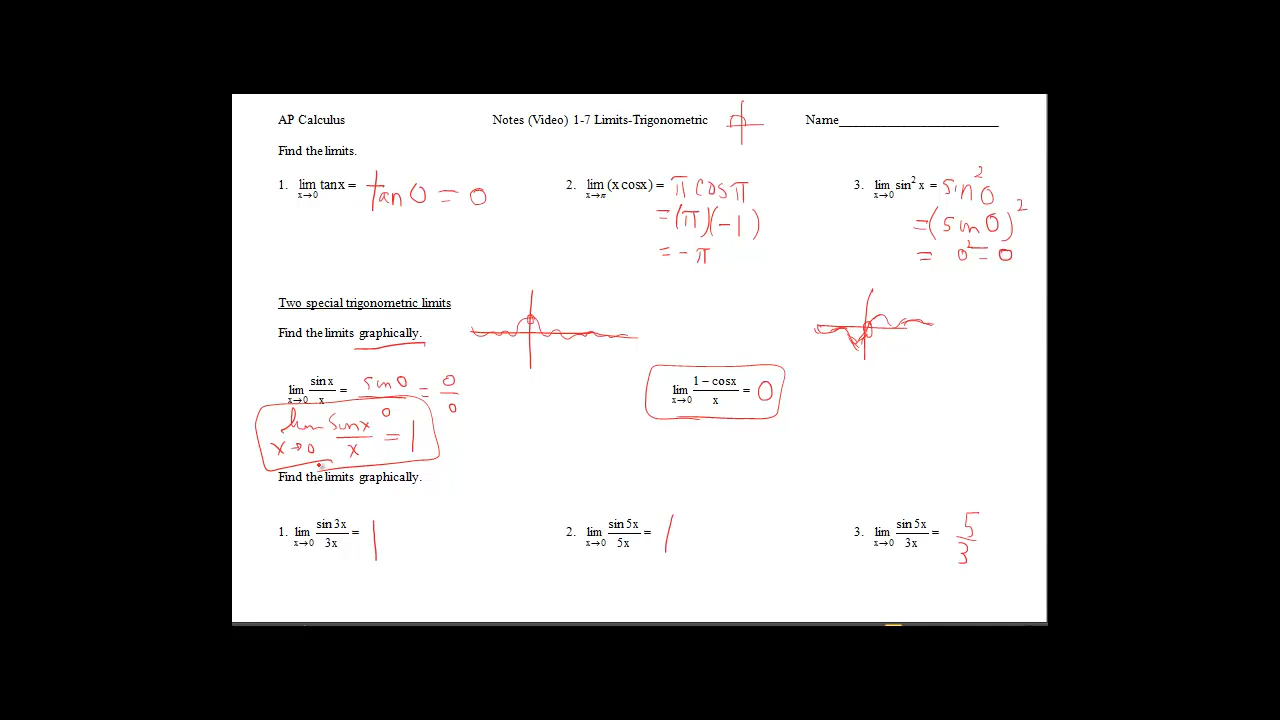 AP Calculus Notes (Video) 1-7 Limits-Trigonometric Name_______________________
Find the limits.
1. lim x→0 tanx = tan 0 = 0
2. lim x→π (x cosx) = π cos π
= (π)(-1)
= -π
3. lim x→0 sin² x = sin² 0
= (sin 0)²
= 0² = 0
Two special trigonometric limits
Find the limits graphically.
lim x→0 sinx/x = sin 0/0 = 0/0
lim x→0 sinx/x = 1
lim x→0 1 − cosx/x = 0
Find the limits graphically.
1. lim x→0 sin 3x/3x = 1
2. lim x→0 sin 5x/5x = 1
3. lim x→0 sin 5x/3x = 5/3